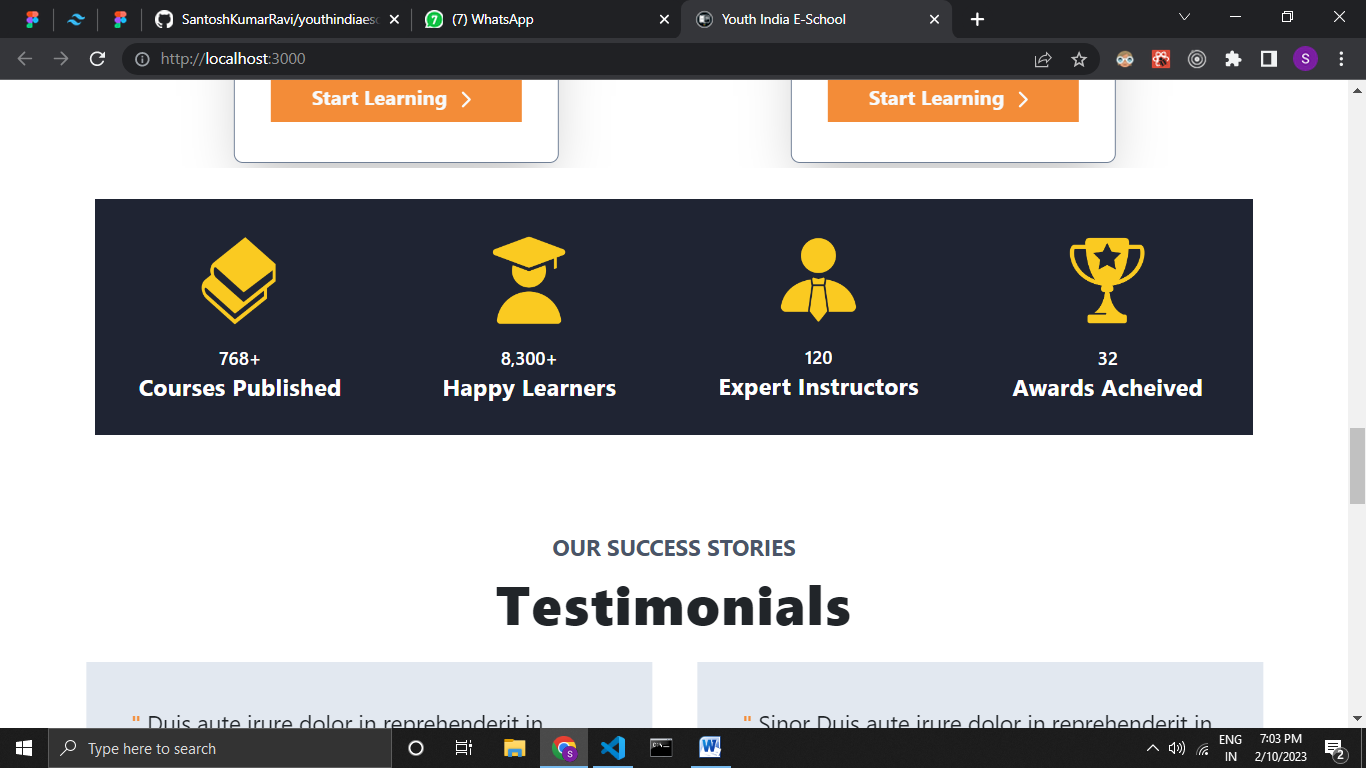 SantoshKumarRavi/youthindiaesc
(7) WhatsApp
Youth India E-School
http://localhost:3000
S
Start Learning
Start Learning
768+
Courses Published
8,300+
Happy Learners
120
Expert Instructors
32
Awards Acheived
OUR SUCCESS STORIES
Testimonials
" Duis aute irure dolor in reprehenderit in
" Sinor Duis aute irure dolor in reprehenderit in
Type here to search
ENG
IN
7:03 PM
2/10/2023
2